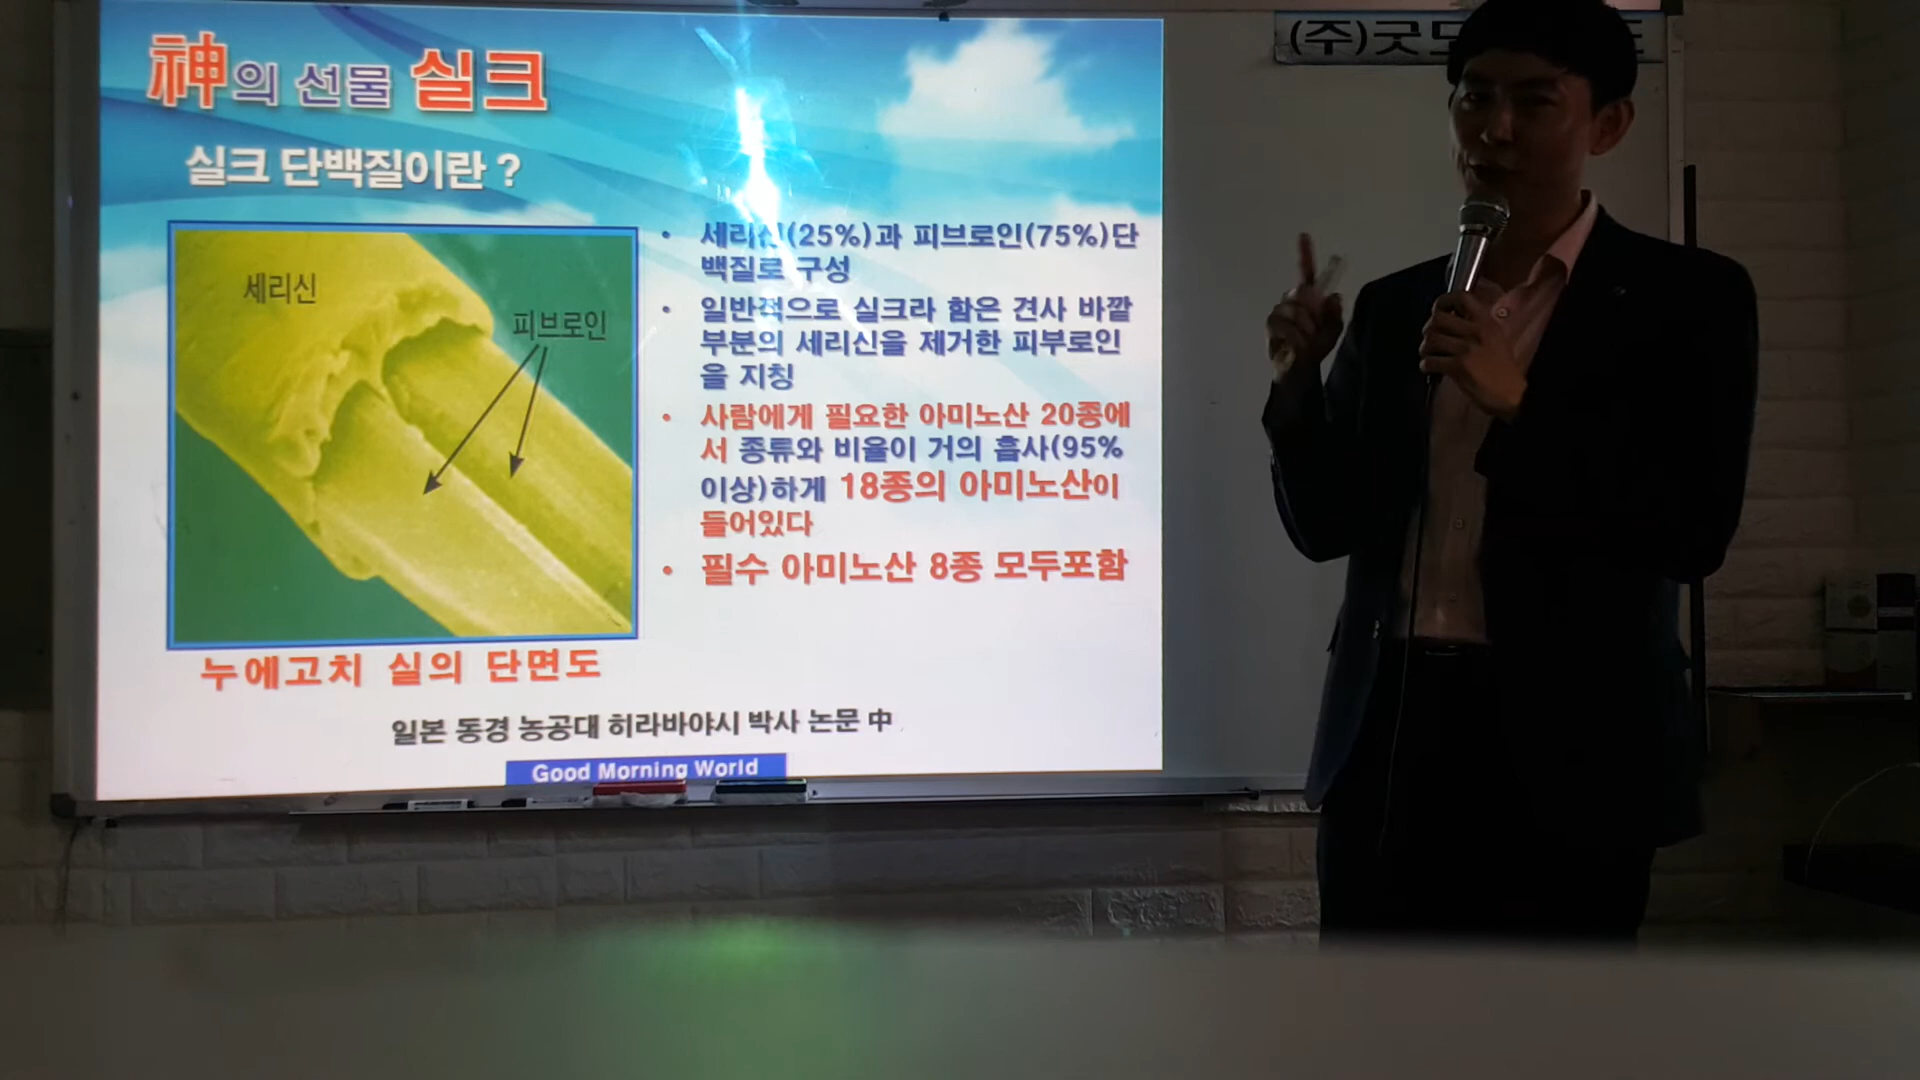 神의 선물 실크
실크 단백질이란 ?
세리신
피브로인
누에고치 실의 단면도
• 세리신(25%)과 피브로인(75%)단
백질로 구성
• 일반적으로 실크라 함은 견사 바깥
부분의 세리신을 제거한 피부로인
을 지칭
• 사람에게 필요한 아미노산 20종에
서 종류와 비율이 거의 흡사(95%
이상)하게 18종의 아미노산이
들어있다
• 필수 아미노산 8종 모두포함
일본 동경 농공대 히라바야시 박사 논문 中
Good Morning World
(주)굿